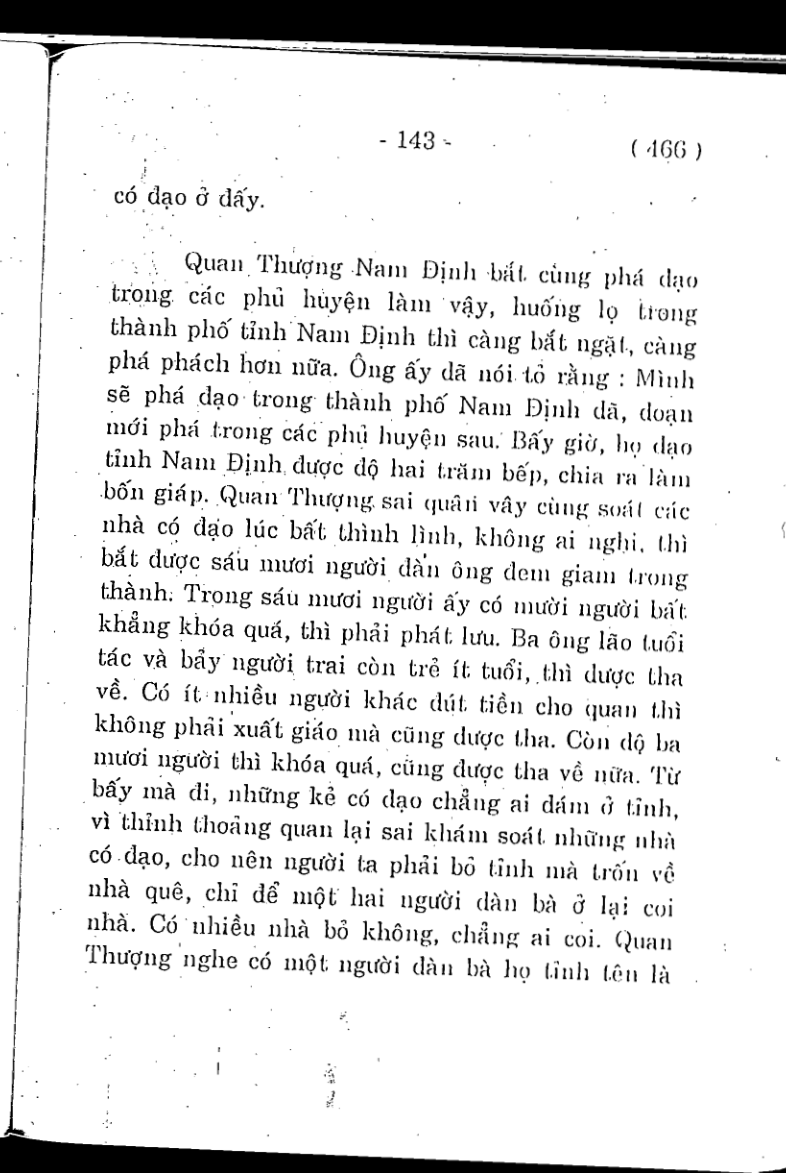 - 143 -
( 466 )
có đạo ở đấy.
Quan Thượng Nam Định bắt cùng phá đạo
trong các phủ huyện làm vậy, huống lọ trong
thành phố tỉnh Nam Định thì càng bắt ngặt, càng
phá phách hơn nữa. Ông ấy đã nói tỏ rằng : Mình
sẽ phá đạo trong thành phố Nam Định đã, đoạn
mới phá trong các phủ huyện sau. Bấy giờ, họ đạo
tỉnh Nam Định được độ hai trăm bếp, chia ra làm
bốn giáp. Quan Thượng sai quân vây cùng soát các
nhà có đạo lúc bất thình lình, không ai nghi, thì
bắt được sáu mươi người đàn ông đem giam trong
thành. Trong sáu mươi người ấy có mười người bất
khẳng khóa quá, thì phải phát lưu. Ba ông lão tuổi
tác và bẩy người trai còn trẻ ít tuổi, thì được tha
về. Có ít nhiều người khác đút tiền cho quan thì
không phải xuất giáo mà cũng được tha. Còn độ ba
mươi người thì khóa quá, cũng được tha về nữa. Từ
bấy mà đi, những kẻ có đạo chẳng ai dám ở tỉnh,
vì thỉnh thoảng quan lại sai khám soát những nhà
có đạo, cho nên người ta phải bỏ tỉnh mà trốn về
nhà quê, chỉ để một hai người đàn bà ở lại coi
nhà. Có nhiều nhà bỏ không, chẳng ai coi. Quan
Thượng nghe có một người đàn bà họ tỉnh tên là